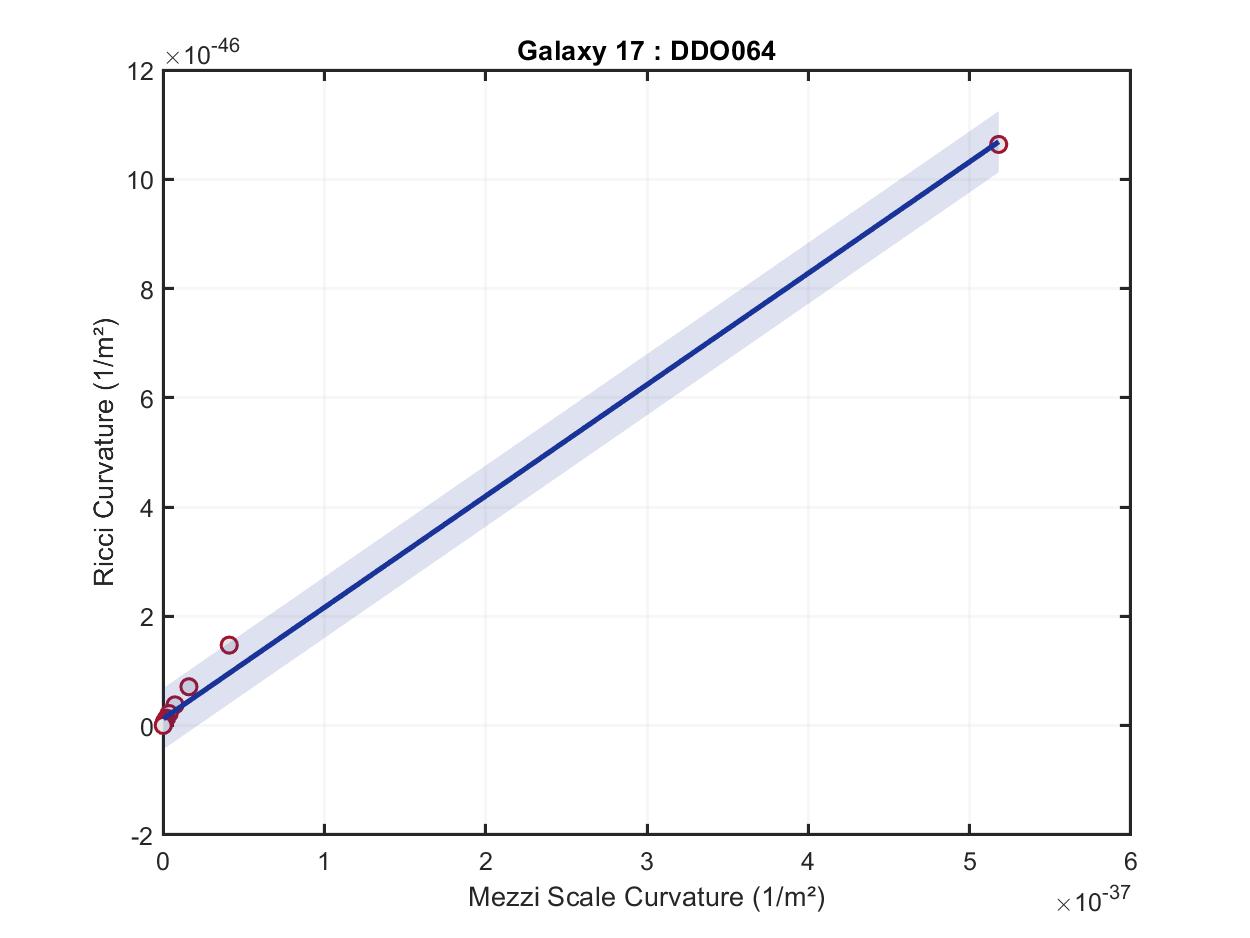 Galaxy 17 : DDO064
×10⁻⁴⁶
12
10
8
6
4
2
0
-2
Ricci Curvature (1/m²)
0 1 2 3 4 5 6
Mezzi Scale Curvature (1/m²)
×10⁻³⁷